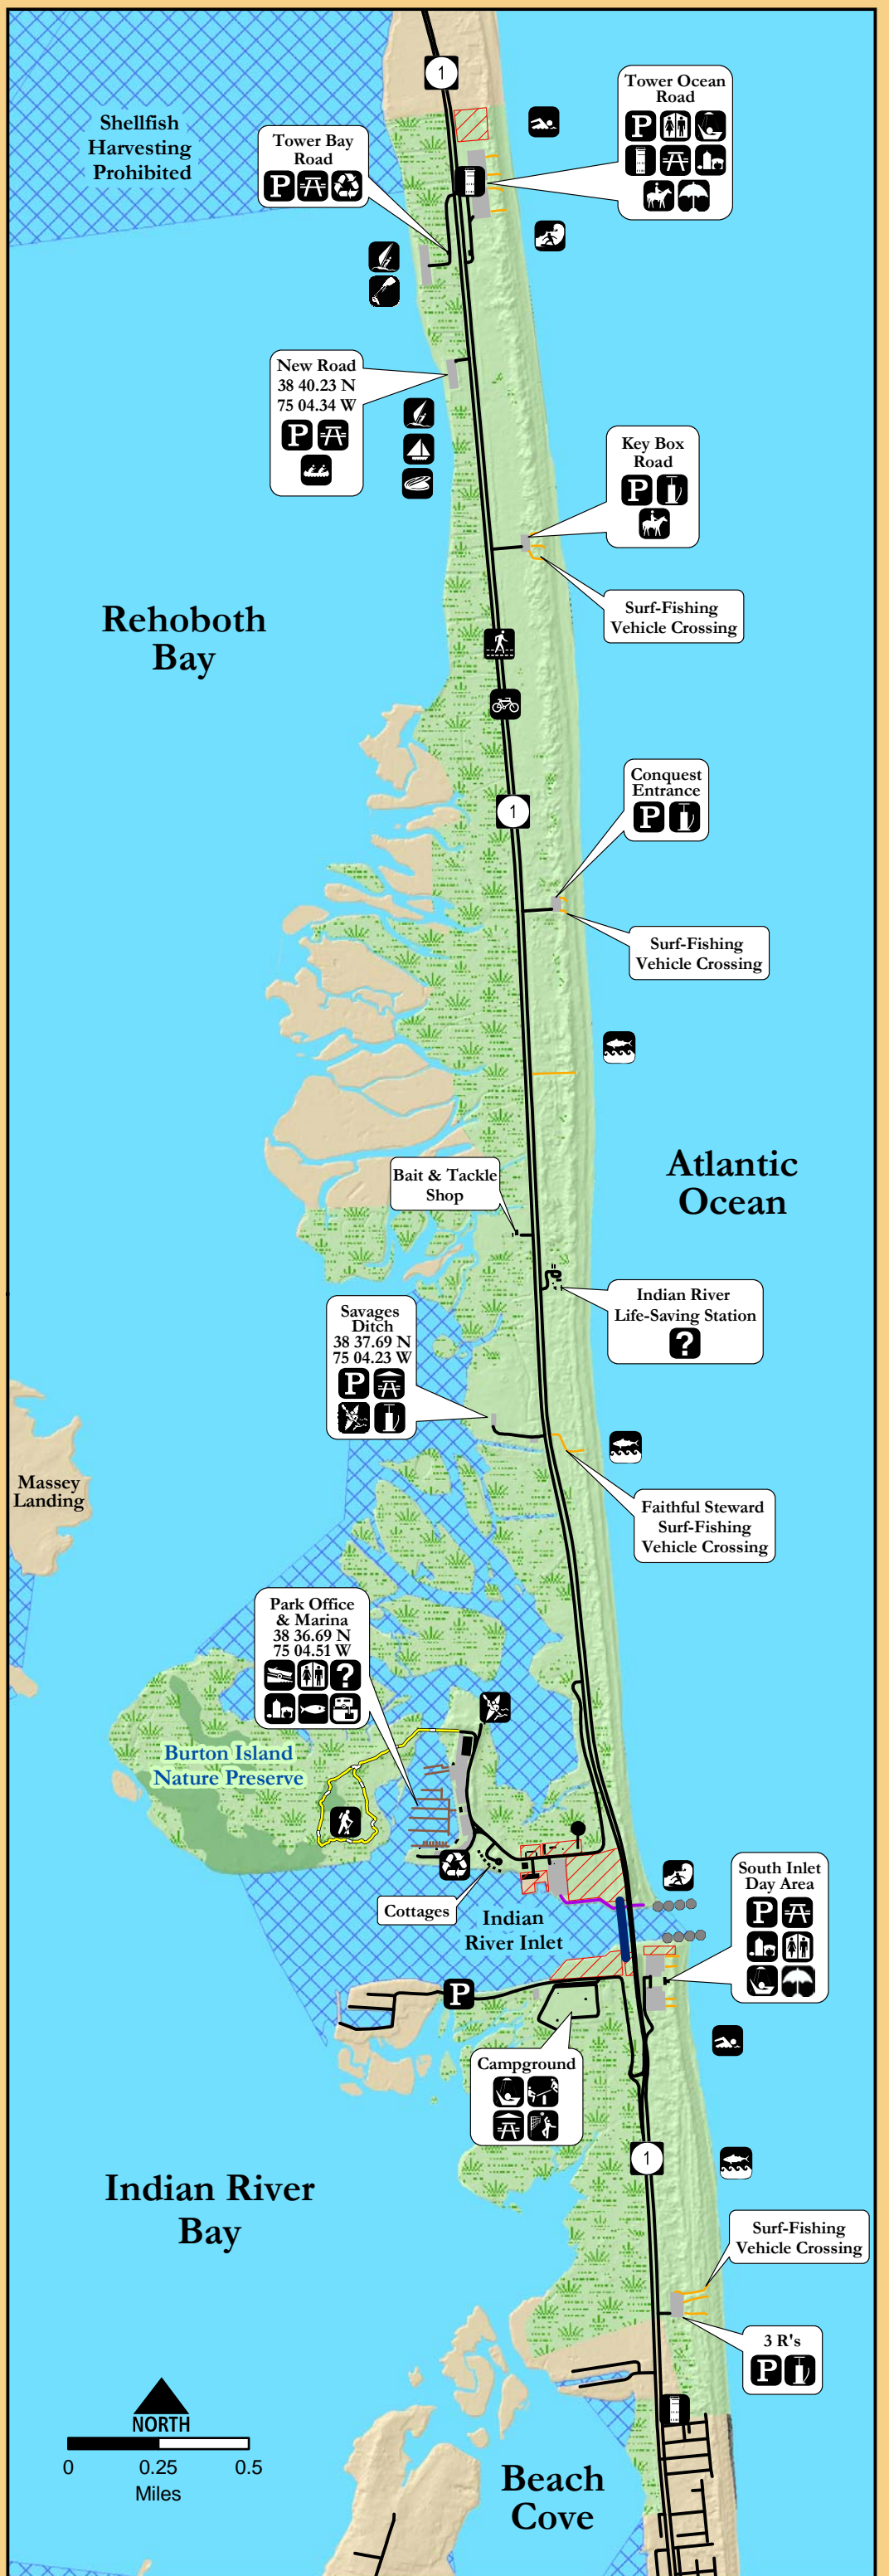 1
Shellfish
Harvesting
Prohibited
Tower Bay
Road
P
Tower Ocean
Road
P
New Road
38 40.23 N
75 04.34 W
P
Key Box
Road
P
Surf-Fishing
Vehicle Crossing
Rehoboth
Bay
Conquest
Entrance
P
1
Surf-Fishing
Vehicle Crossing
Atlantic
Ocean
Bait & Tackle
Shop
Indian River
Life-Saving Station
?
Savages
Ditch
38 37.69 N
75 04.23 W
P
Massey
Landing
Faithful Steward
Surf-Fishing
Vehicle Crossing
Park Office
& Marina
38 36.69 N
75 04.51 W
?
Burton Island
Nature Preserve
Cottages
Indian
River Inlet
South Inlet
Day Area
P
P
Campground
1
Indian River
Bay
Surf-Fishing
Vehicle Crossing
3 R's
P
NORTH
0 0.25 0.5
Miles
Beach
Cove